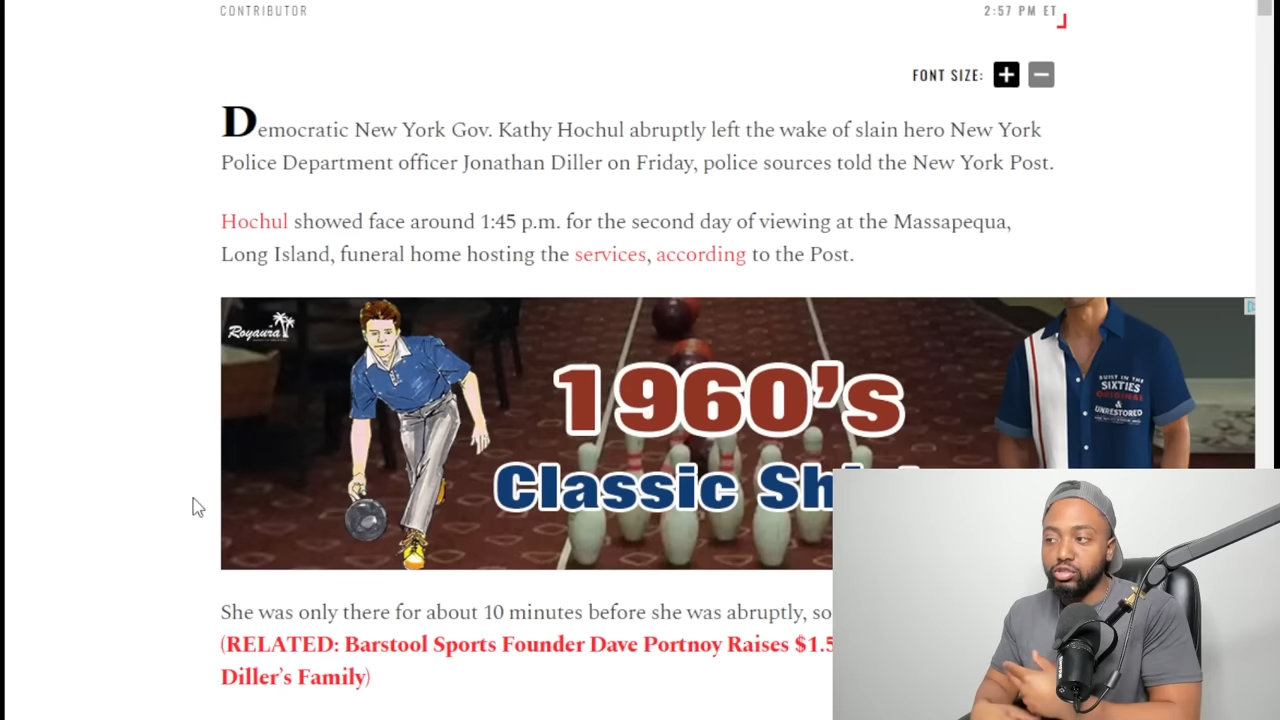 CONTRIBUTOR
2:57 PM ET
FONT SIZE: + −
Democratic New York Gov. Kathy Hochul abruptly left the wake of slain hero New York
Police Department officer Jonathan Diller on Friday, police sources told the New York Post.
Hochul showed face around 1:45 p.m. for the second day of viewing at the Massapequa,
Long Island, funeral home hosting the services, according to the Post.
Royaura
1960's
Classic
BUILT IN THE
SIXTIES
ORIGINAL
&
UNRESTORED
She was only there for about 10 minutes before she was abruptly, so
(RELATED: Barstool Sports Founder Dave Portnoy Raises $1.5
Diller's Family)